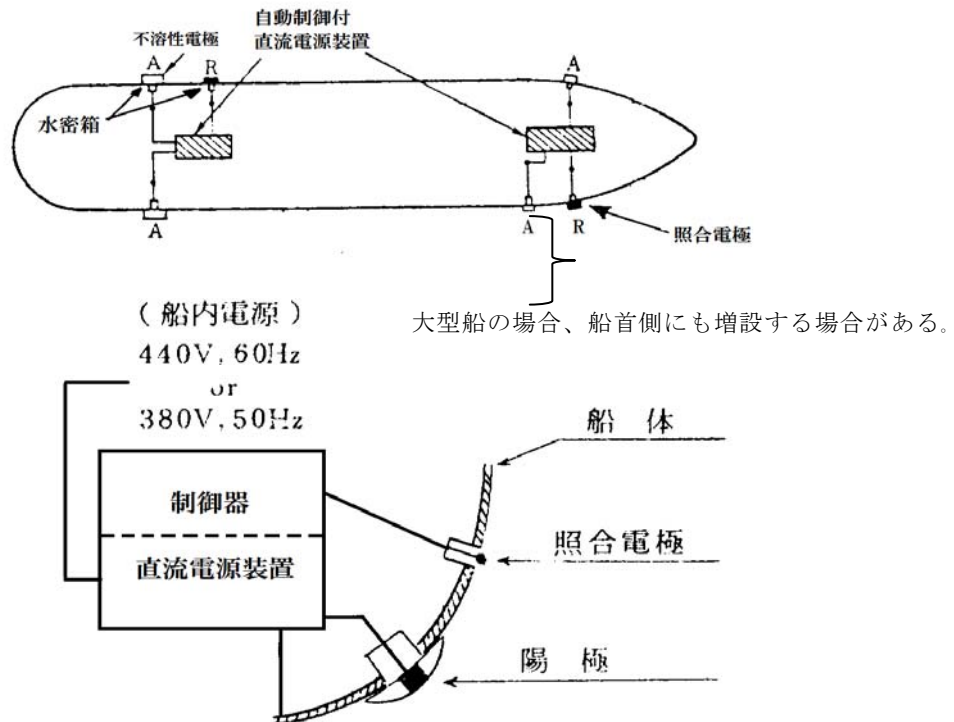 自動制御付
直流電源装置
不溶性電極
A
R
A
水密箱
A
A
R
照合電極
大型船の場合、船首側にも増設する場合がある。
(船内電源)
440V,60Hz
or
380V,50Hz
制御器
直流電源装置
船 体
照合電極
陽 極